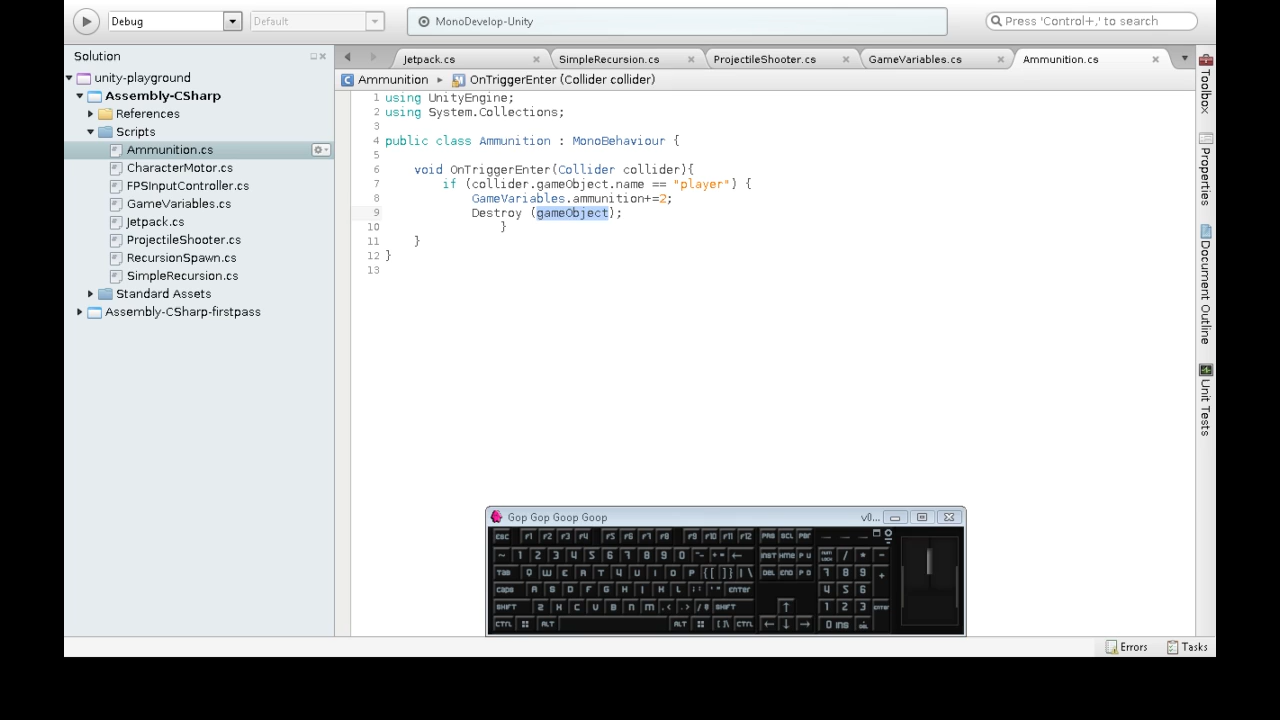 Debug
Default
MonoDevelop-Unity
Press 'Control+,' to search
Solution
Jetpack.cs
SimpleRecursion.cs
ProjectileShooter.cs
GameVariables.cs
Ammunition.cs
unity-playground
Assembly-CSharp
References
Scripts
Ammunition.cs
CharacterMotor.cs
FPSInputController.cs
GameVariables.cs
Jetpack.cs
ProjectileShooter.cs
RecursionSpawn.cs
SimpleRecursion.cs
Standard Assets
Assembly-CSharp-firstpass
Ammunition
OnTriggerEnter (Collider collider)
1 using UnityEngine;
2 using System.Collections;
3
4 public class Ammunition : MonoBehaviour {
5
6 void OnTriggerEnter(Collider collider){
7 if (collider.gameObject.name == "player") {
8 GameVariables.ammunition+=2;
9 Destroy (gameObject);
10 }
11 }
12 }
13
Toolbox
Properties
Document Outline
Unit Tests
Gop Gop Goop Goop
v0...
Errors
Tasks